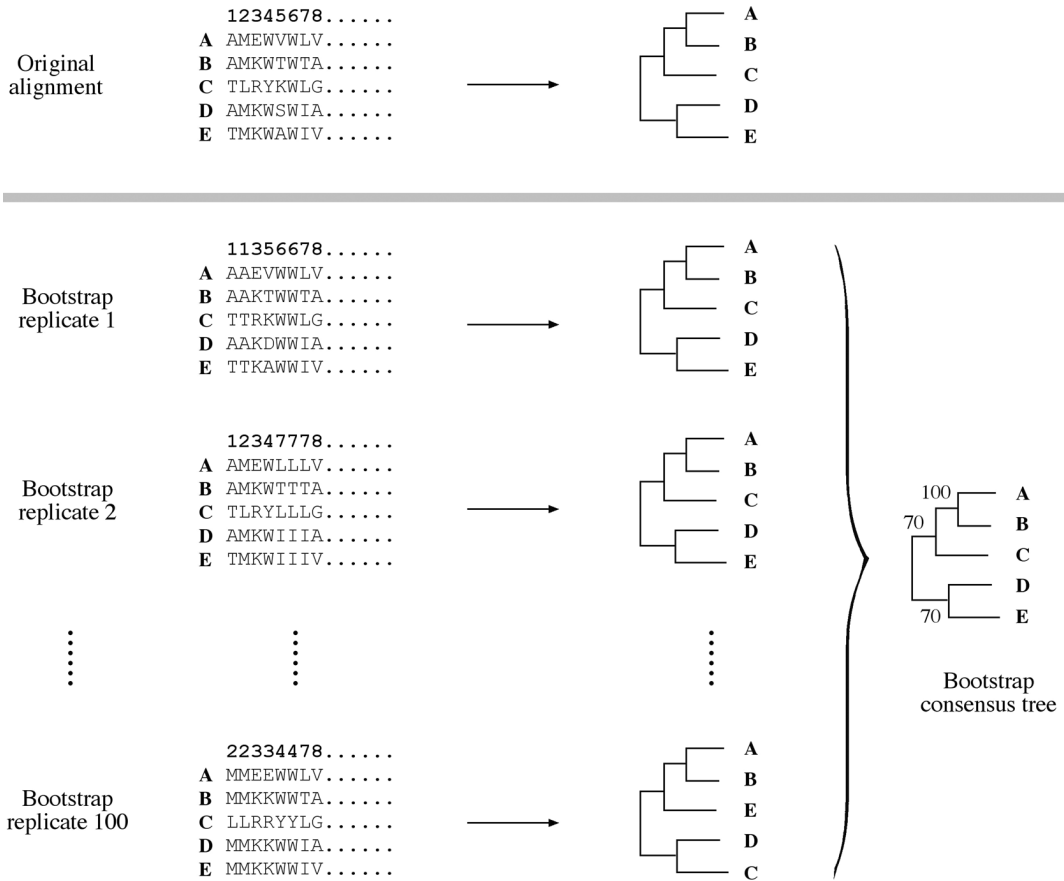 Original
alignment
12345678......
A AMEWVWLV......
B AMKWTWTA......
C TLRYKWLG......
D AMKWSWIA......
E TMKWAWIV......
A
B
C
D
E
Bootstrap
replicate 1
11356678......
A AAEVWWLV......
B AAKTWWTA......
C TTRKWWLG......
D AAKDWWIA......
E TTKAWWIV......
A
B
C
D
E
Bootstrap
replicate 2
12347778......
A AMEWLLLV......
B AMKWTTTA......
C TLRYLLLG......
D AMKWIIIA......
E TMKWIIIV......
A
B
C
D
E
Bootstrap
replicate 100
22334478......
A MMEEWWLV......
B MMKKWWTA......
C LLRRYYLG......
D MMKKWWIA......
E MMKKWWIV......
A
B
E
D
C
100 A
70 B
C
D
70 E
Bootstrap
consensus tree